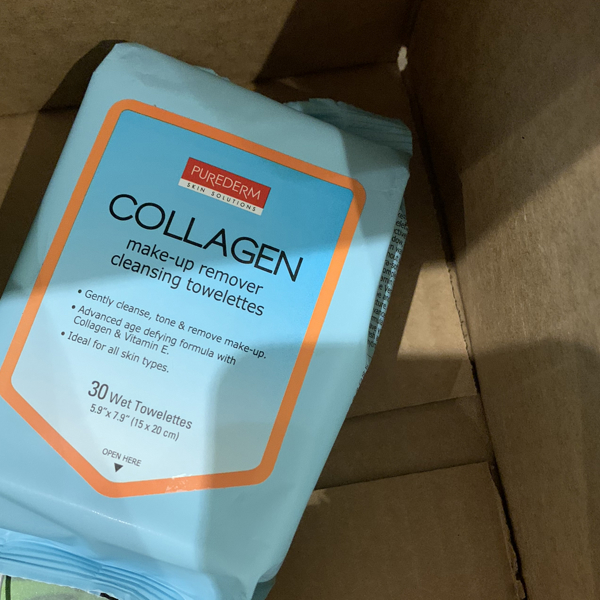 PUREDERM
SKIN SOLUTIONS
COLLAGEN
make-up remover
cleansing towelettes
• Gently cleanse, tone & remove make-up.
• Advanced age defying formula with
Collagen & Vitamin E.
• Ideal for all skin types.
30 Wet Towelettes
5.9"x 7.9" (15 x 20 cm)
OPEN HERE